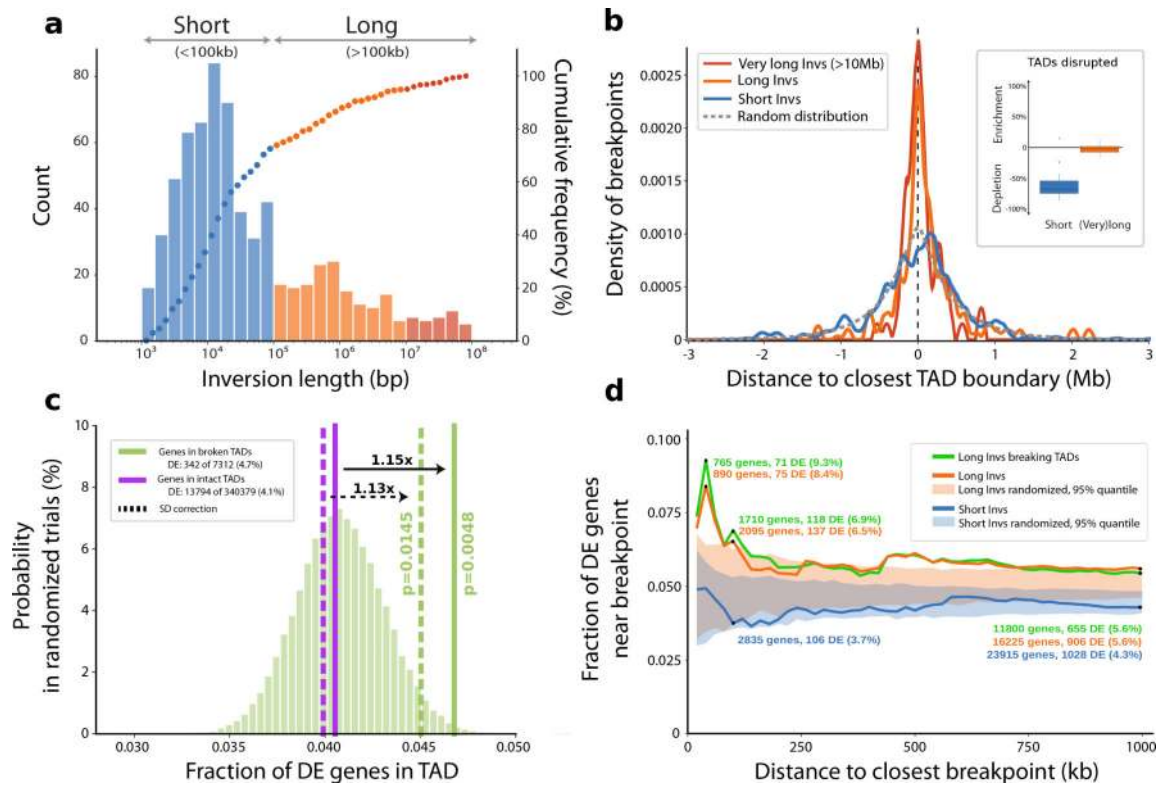 a
Short
(<100kb)
Long
(>100kb)
80
60
40
20
0
Count
100
80
60
40
20
0
Cumulative frequency (%)
10³ 10⁴ 10⁵ 10⁶ 10⁷ 10⁸
Inversion length (bp)
b
Very long Invs (>10Mb)
Long Invs
Short Invs
Random distribution
0.0025
0.0020
0.0015
0.0010
0.0005
0
Density of breakpoints
-3 -2 -1 0 1 2 3
Distance to closest TAD boundary (Mb)
TADs disrupted
Enrichment
Depletion
100%
50%
0
-50%
-100%
Short (Very)long
c
Genes in broken TADs
DE: 342 of 7312 (4.7%)
Genes in intact TADs
DE: 13794 of 340379 (4.1%)
SD correction
1.15x
1.13x
p=0.0145
p=0.0048
10
8
6
4
2
0
Probability
in randomized trials (%)
0.030 0.035 0.040 0.045 0.050
Fraction of DE genes in TAD
d
Long Invs breaking TADs
Long Invs
Long Invs randomized, 95% quantile
Short Invs
Short Invs randomized, 95% quantile
765 genes, 71 DE (9.3%)
890 genes, 75 DE (8.4%)
1710 genes, 118 DE (6.9%)
2095 genes, 137 DE (6.5%)
2835 genes, 106 DE (3.7%)
11800 genes, 655 DE (5.6%)
16225 genes, 906 DE (5.6%)
23915 genes, 1028 DE (4.3%)
0.100
0.075
0.050
0.025
Fraction of DE genes
near breakpoint
0 250 500 750 1000
Distance to closest breakpoint (kb)